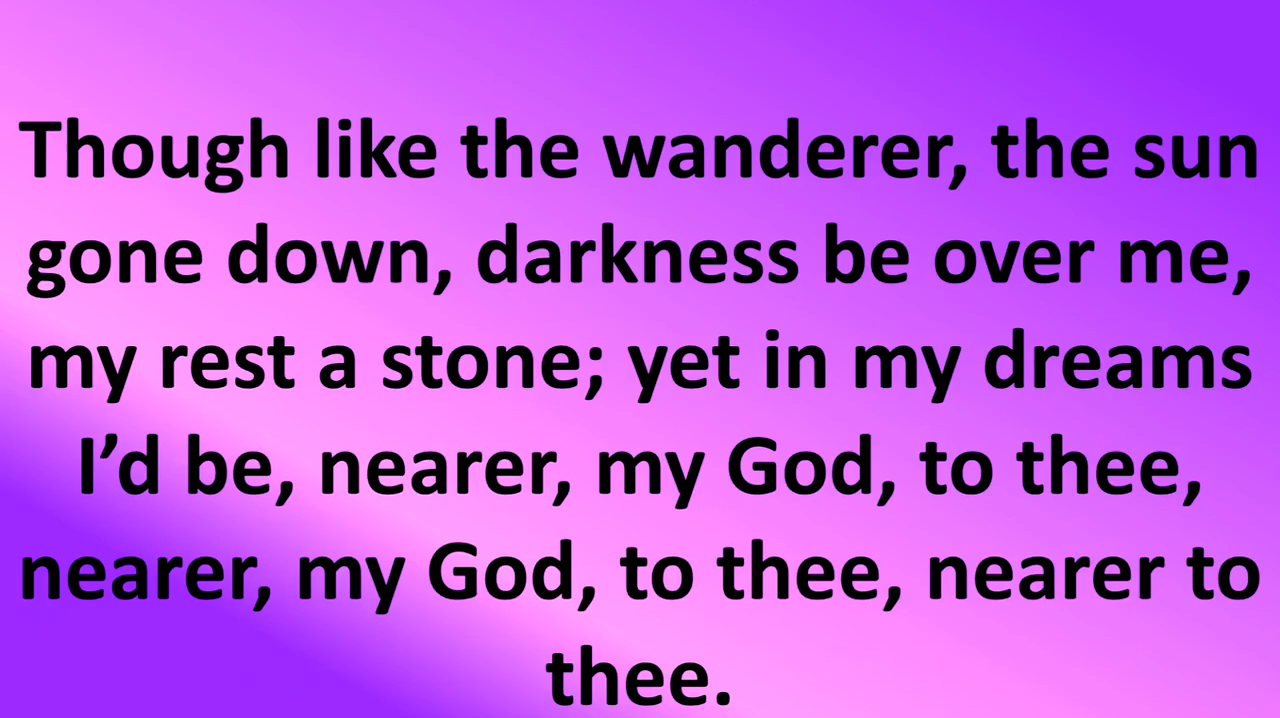 Though like the wanderer, the sun
gone down, darkness be over me,
my rest a stone; yet in my dreams
I’d be, nearer, my God, to thee,
nearer, my God, to thee, nearer to
thee.